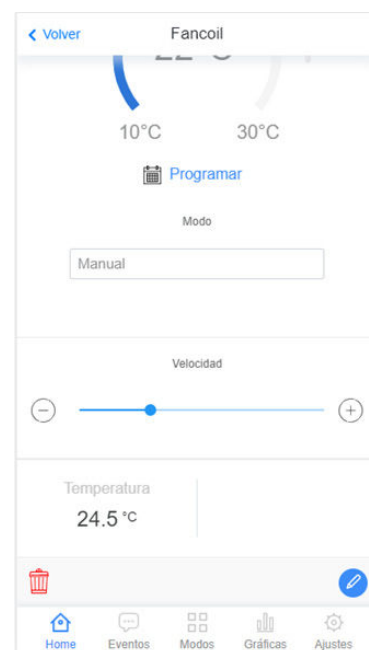 Volver Fancoil
10°C 30°C
Programar
Modo
Manual
Velocidad
Temperatura
24.5 °C
Home Eventos Modos Gráficas Ajustes